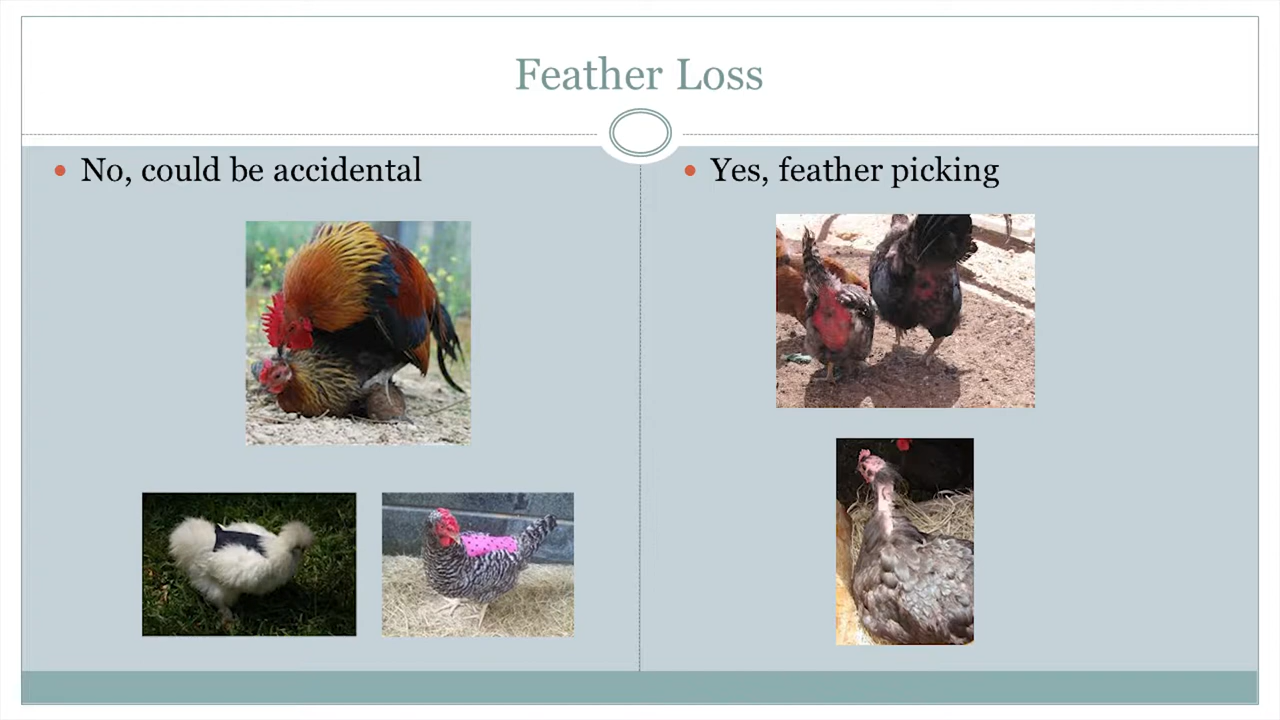 Feather Loss
• No, could be accidental
• Yes, feather picking